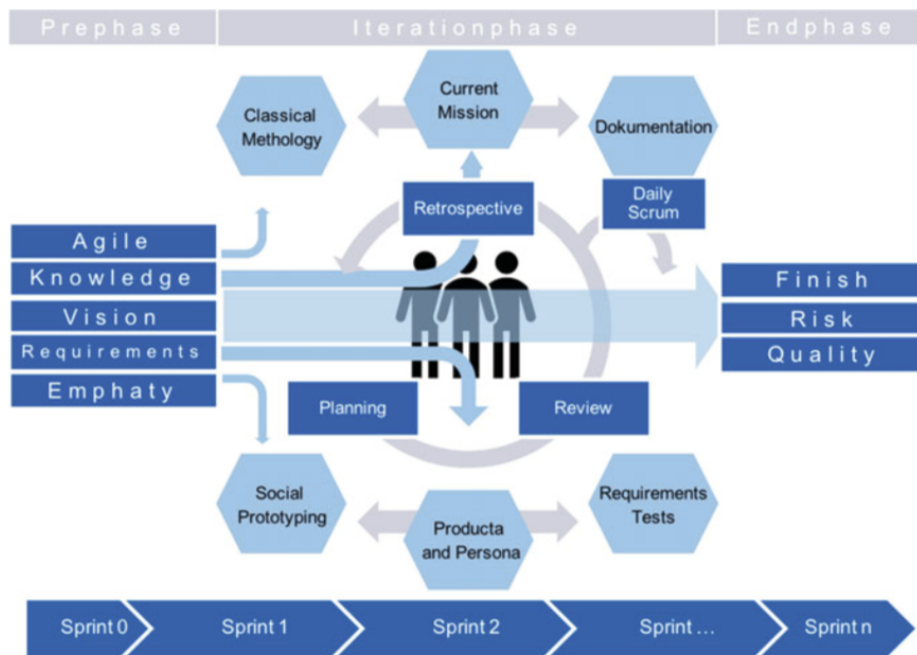 Prephase
Iterationphase
Endphase
Classical
Methology
Current
Mission
Dokumentation
Retrospective
Daily
Scrum
Agile
Knowledge
Vision
Requirements
Emphaty
Finish
Risk
Quality
Planning
Review
Social
Prototyping
Producta
and Persona
Requirements
Tests
Sprint 0
Sprint 1
Sprint 2
Sprint ...
Sprint n